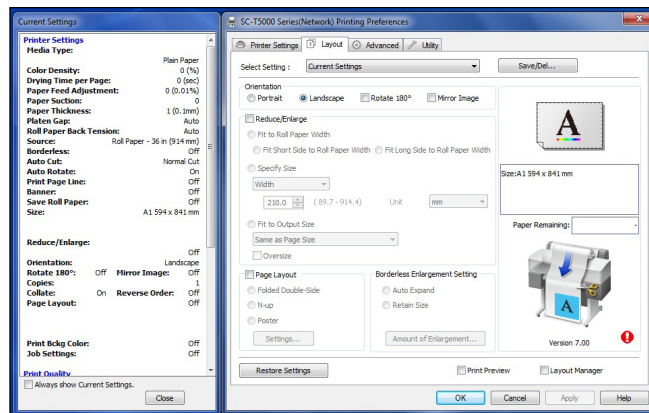 Current Settings
Printer Settings
Media Type:
Plain Paper
Color Density: 0 (%)
Drying Time per Page: 0 (sec)
Paper Feed Adjustment: 0 (0.01%)
Paper Suction: 0
Paper Thickness: 1 (0.1mm)
Platen Gap: Auto
Roll Paper Back Tension: Auto
Source: Roll Paper - 36 in (914 mm)
Borderless: Off
Auto Cut: Normal Cut
Auto Rotate: On
Print Page Line: Off
Banner: Off
Save Roll Paper: Off
Size: A1 594 x 841 mm
Reduce/Enlarge:
Off
Orientation: Landscape
Rotate 180°: Off Mirror Image: Off
Copies: 1
Collate: On Reverse Order: Off
Page Layout: Off
Print Bckg Color: Off
Job Settings: Off
Print Quality
Always show Current Settings.
Close
SC-T5000 Series(Network) Printing Preferences
Printer Settings Layout Advanced Utility
Select Setting : Current Settings Save/Del...
Orientation
Portrait Landscape Rotate 180° Mirror Image
Reduce/Enlarge
Fit to Roll Paper Width
Fit Short Side to Roll Paper Width Fit Long Side to Roll Paper Width
Specify Size
Width
210.0 (89.7 - 914.4) Unit mm
Fit to Output Size
Same as Page Size
Oversize
Page Layout
Folded Double-Side
N-up
Poster
Settings...
Borderless Enlargement Setting
Auto Expand
Retain Size
Amount of Enlargement...
A
Size:A1 594 x 841 mm
Paper Remaining: -
A
Version 7.00
Restore Settings Print Preview Layout Manager
OK Cancel Apply Help